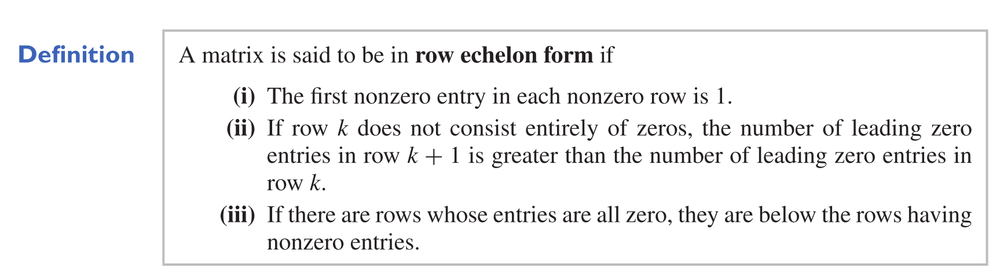 Definition
A matrix is said to be in row echelon form if
(i) The first nonzero entry in each nonzero row is 1.
(ii) If row k does not consist entirely of zeros, the number of leading zero
entries in row k + 1 is greater than the number of leading zero entries in
row k.
(iii) If there are rows whose entries are all zero, they are below the rows having
nonzero entries.